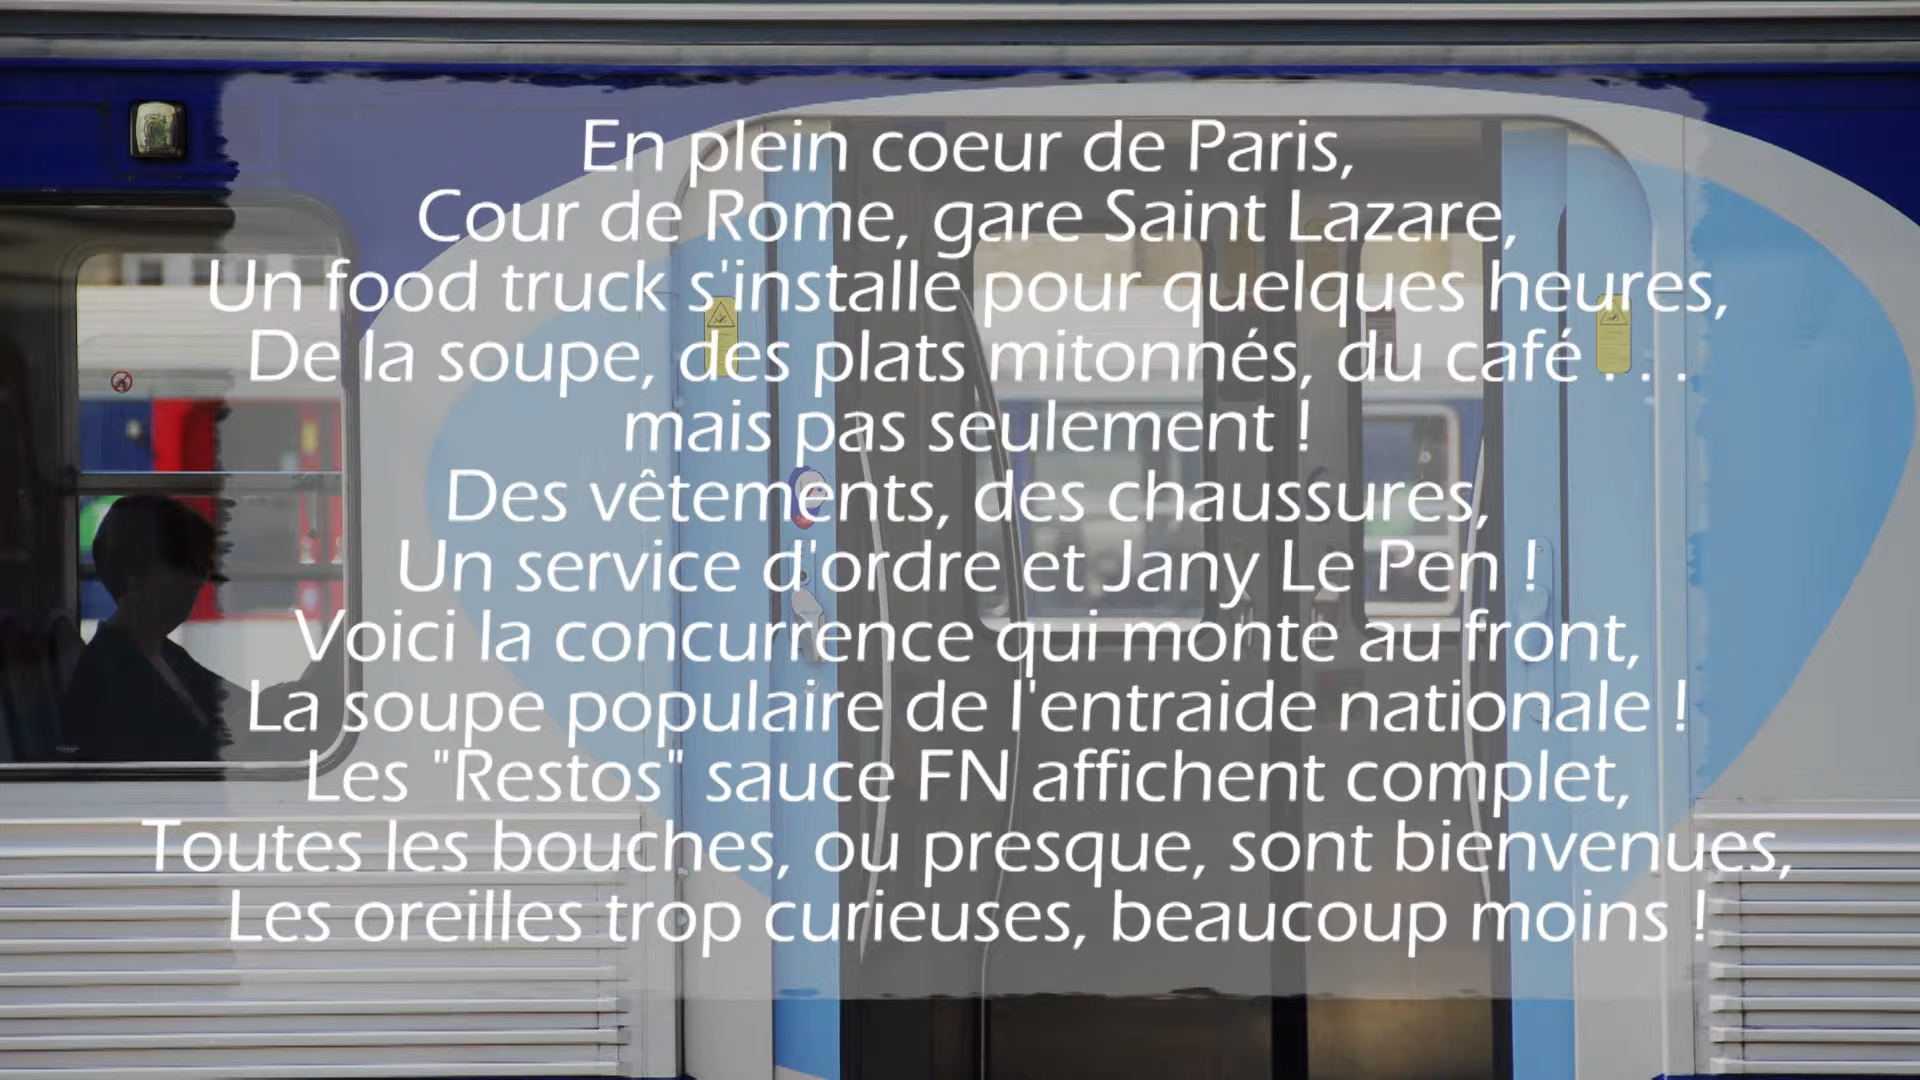 En plein coeur de Paris,
Cour de Rome, gare Saint Lazare,
Un food truck s'installe pour quelques heures,
De la soupe, des plats mitonnés, du café . . .
mais pas seulement !
Des vêtements, des chaussures,
Un service d'ordre et Jany Le Pen !
Voici la concurrence qui monte au front,
La soupe populaire de l'entraide nationale !
Les "Restos" sauce FN affichent complet,
Toutes les bouches, ou presque, sont bienvenues,
Les oreilles trop curieuses, beaucoup moins !